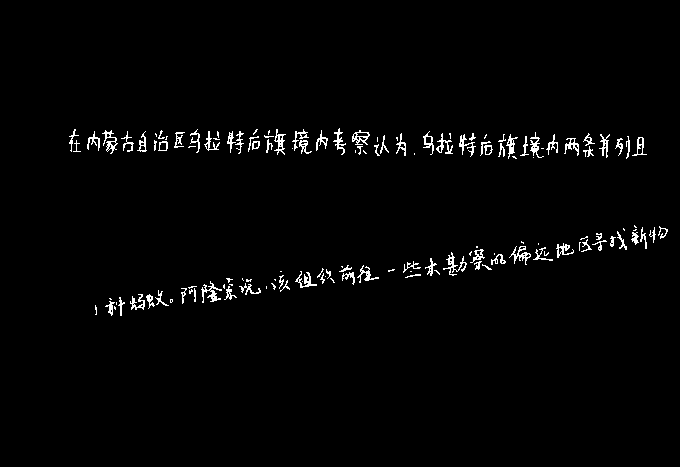 在内蒙古自治区乌拉特后旗境内考察认为,乌拉特后旗境内两条并列且
1种蚂蚁。阿隆索说,该组织前往一些未勘察的偏远地区寻找新物